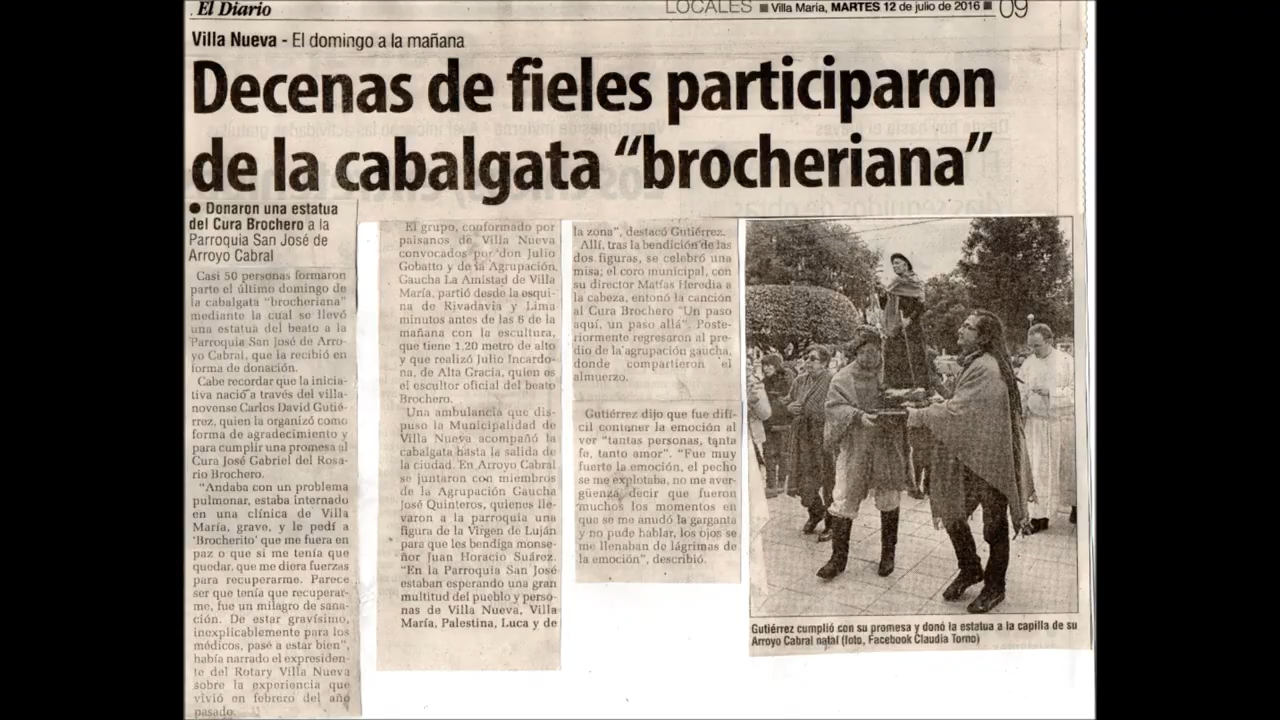 El Diario
LOCALES ■ Villa María, MARTES 12 de julio de 2016 ■ 09
Villa Nueva - El domingo a la mañana
Decenas de fieles participaron
de la cabalgata “brocheriana”
● Donaron una estatua
del Cura Brochero a la
Parroquia San José de
Arroyo Cabral
Casi 50 personas formaron
parte el último domingo de
la cabalgata “brocheriana”
mediante la cual se llevó
una estatua del beato a la
Parroquia San José de Arro-
yo Cabral, que la recibió en
forma de donación.
Cabe recordar que la inicia-
tiva nació a través del villa-
novense Carlos David Gutié-
rrez, quien la organizó como
forma de agradecimiento y
para cumplir una promesa al
Cura José Gabriel del Rosa-
rio Brochero.
“Andaba con un problema
pulmonar, estaba internado
en una clínica de Villa
María, grave, y le pedí a
‘Brocherito’ que me fuera en
paz o que si me tenía que
quedar, que me diera fuerzas
para recuperarme. Parece
ser que tenía que recuperar-
me, fue un milagro de sana-
ción. De estar gravísimo,
inexplicablemente para los
médicos, pasé a estar bien”,
había narrado el expresiden-
te del Rotary Villa Nueva
sobre la experiencia que
vivió en febrero del año
pasado.
El grupo, conformado por
paisanos de Villa Nueva
convocados por don Julio
Gobatto y de la Agrupación
Gaucha La Amistad de Villa
María, partió desde la esqui-
na de Rivadavia y Lima
minutos antes de las 6 de la
mañana con la escultura,
que tiene 1,20 metro de alto
y que realizó Julio Incardo-
na, de Alta Gracia, quien es
el escultor oficial del beato
Brochero.
Una ambulancia que dis-
puso la Municipalidad de
Villa Nueva acompañó la
cabalgata hasta la salida de
la ciudad. En Arroyo Cabral
se juntaron con miembros
de la Agrupación Gaucha
José Quinteros, quienes lle-
varon a la parroquia una
figura de la Virgen de Luján
para que les bendiga monse-
ñor Juan Horacio Suárez.
“En la Parroquia San José
estaban esperando una gran
multitud del pueblo y perso-
nas de Villa Nueva, Villa
María, Palestina, Luca y de
la zona”, destacó Gutiérrez.
Allí, tras la bendición de las
dos figuras, se celebró una
misa; el coro municipal, con
su director Matías Heredia a
la cabeza, entonó la canción
al Cura Brochero “Un paso
aquí, un paso allá”. Poste-
riormente regresaron al pre-
dio de la agrupación gaucha,
donde compartieron el
almuerzo.
Gutiérrez dijo que fue difí-
cil contener la emoción al
ver “tantas personas, tanta
fe, tanto amor”. “Fue muy
fuerte la emoción, el pecho
se me explotaba, no me aver-
güenza decir que fueron
muchos los momentos en
que se me anudó la garganta
y no pude hablar, los ojos se
me llenaban de lágrimas de
la emoción”, describió.
Gutiérrez cumplió con su promesa y donó la estatua a la capilla de su
Arroyo Cabral natal (foto, Facebook Claudia Torno)